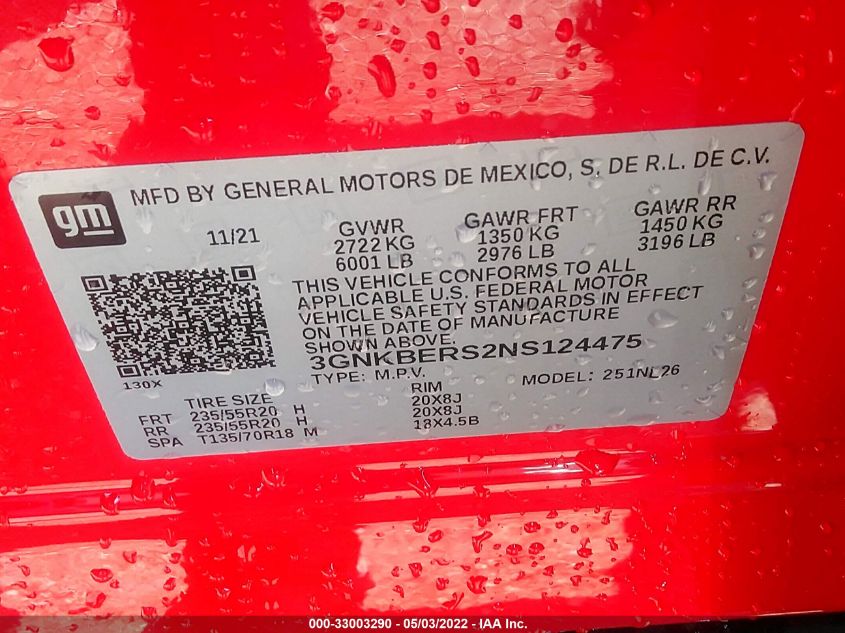 gm
MFD BY GENERAL MOTORS DE MEXICO, S. DE R.L. DE C.V.
11/21
GVWR
2722 KG
6001 LB
GAWR FRT
1350 KG
2976 LB
GAWR RR
1450 KG
3196 LB
THIS VEHICLE CONFORMS TO ALL
APPLICABLE U.S. FEDERAL MOTOR
VEHICLE SAFETY STANDARDS IN EFFECT
ON THE DATE OF MANUFACTURE
SHOWN ABOVE.
3GNKBERS2NS124475
TYPE: M.P.V. MODEL: 251NL26
130X
TIRE SIZE RIM
FRT 235/55R20 H 20X8J
RR 235/55R20 H 20X8J
SPA T135/70R18 M 18X4.5B
000-33003290 - 05/03/2022 - IAA Inc.